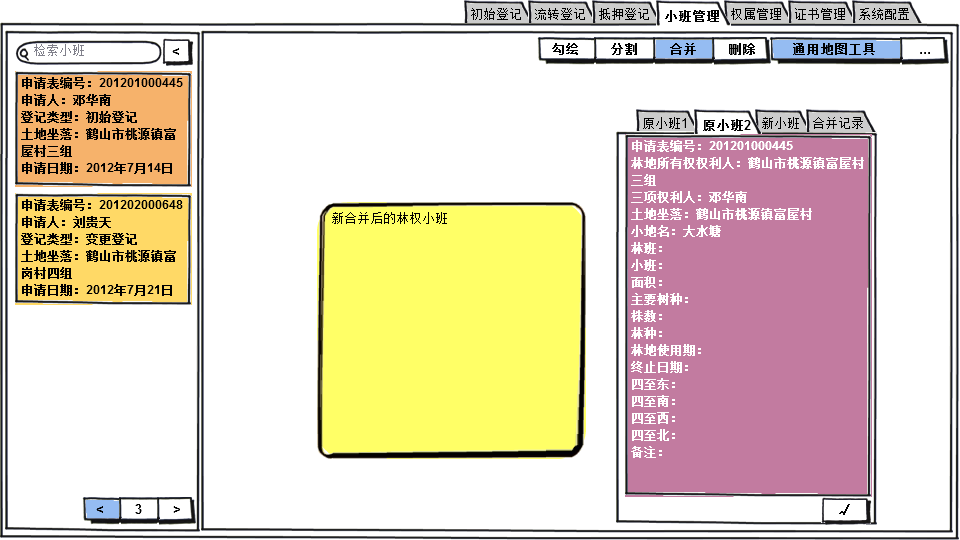 初始登记
流转登记
抵押登记
小班管理
权属管理
证书管理
系统配置
检索小班
<
勾绘
分割
合并
删除
通用地图工具
...
申请表编号：201201000445
申请人：邓华南
登记类型：初始登记
土地坐落：鹤山市桃源镇富
屋村三组
申请日期：2012年7月14日
申请表编号：201202000648
申请人：刘贵天
登记类型：变更登记
土地坐落：鹤山市桃源镇富
岗村四组
申请日期：2012年7月21日
<
3
>
新合并后的林权小班
原小班1
原小班2
新小班
合并记录
申请表编号：201201000445
林地所有权权利人：鹤山市桃源镇富屋村
三组
三项权利人：邓华南
土地坐落：鹤山市桃源镇富屋村
小地名：大水塘
林班：
小班：
面积：
主要树种：
株数：
林种：
林地使用期：
终止日期：
四至东：
四至南：
四至西：
四至北：
备注：
✓